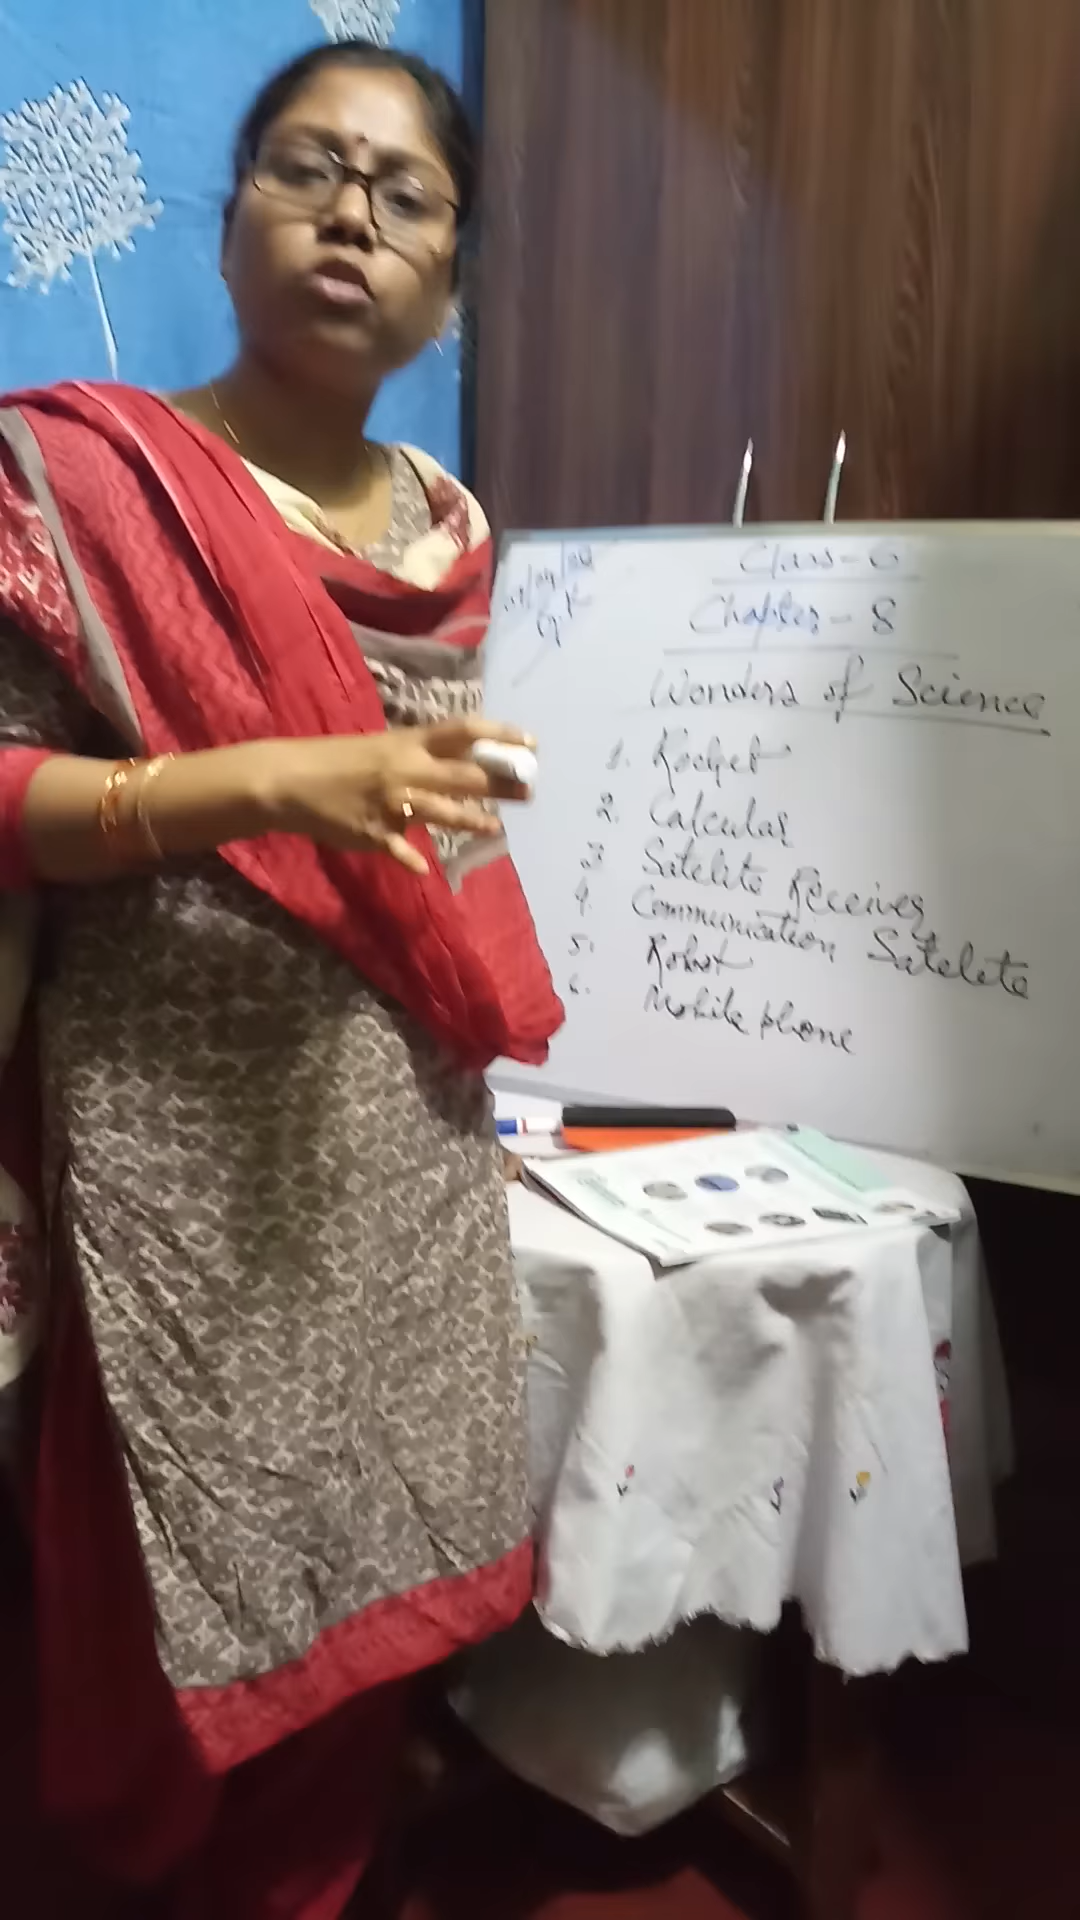 Class - 6
Chapter - 8
G.K
Wonders of Science
1. Rocket
2. Calcular
3 Satelite Receiver
4. Communication Satelete
5. Robot
6. Mobile phone